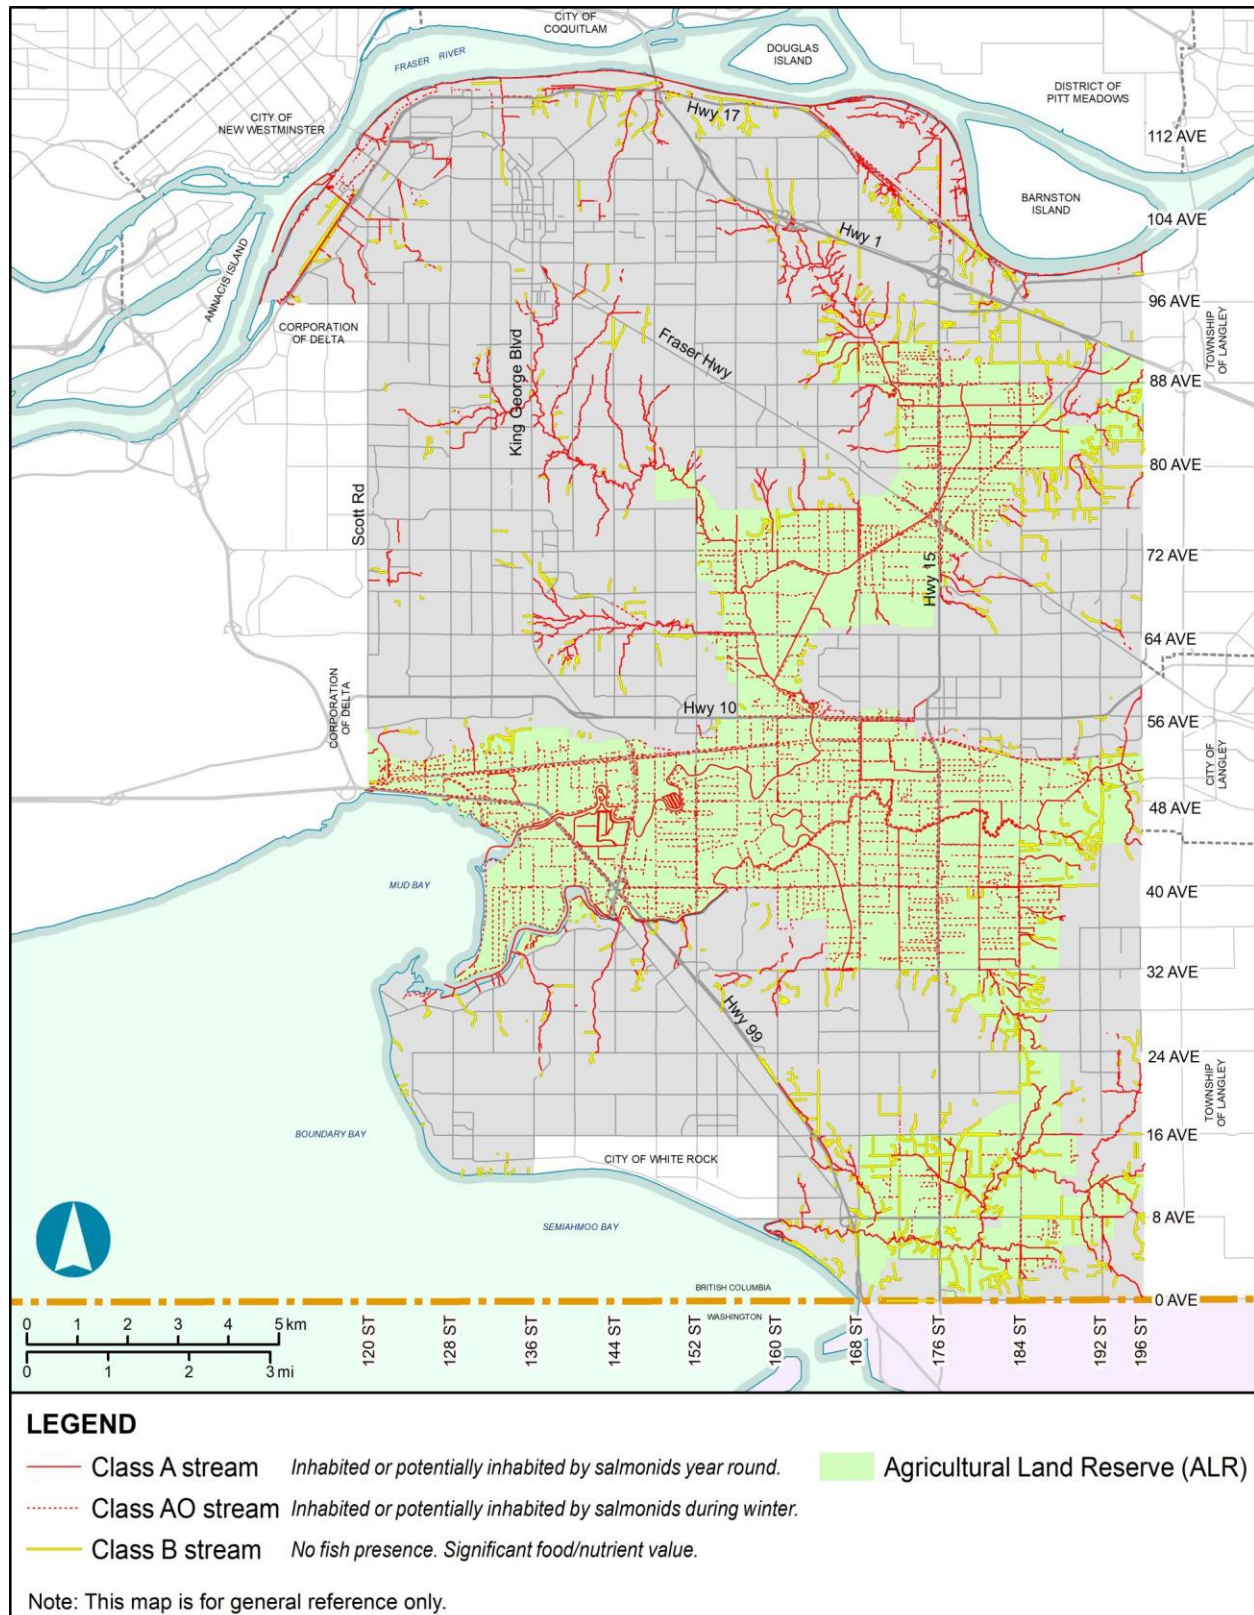 CITY OF
COQUITLAM
FRASER RIVER
DOUGLAS
ISLAND
DISTRICT OF
PITT MEADOWS
CITY OF
NEW WESTMINSTER
Hwy 17
112 AVE
BARNSTON
ISLAND
104 AVE
Hwy 1
ANNACIS ISLAND
96 AVE
CORPORATION
OF DELTA
TOWNSHIP
OF LANGLEY
King George Blvd
Fraser Hwy
88 AVE
80 AVE
Scott Rd
72 AVE
Hwy 15
64 AVE
CORPORATION
OF DELTA
Hwy 10
56 AVE
CITY OF
LANGLEY
48 AVE
MUD BAY
40 AVE
32 AVE
Hwy 99
24 AVE
TOWNSHIP
OF LANGLEY
BOUNDARY BAY
16 AVE
CITY OF WHITE ROCK
SEMIAHMOO BAY
8 AVE
BRITISH COLUMBIA
0 AVE
WASHINGTON
0 1 2 3 4 5 km
0 1 2 3 mi
120 ST
128 ST
136 ST
144 ST
152 ST
160 ST
168 ST
176 ST
184 ST
192 ST
196 ST
LEGEND
Class A stream Inhabited or potentially inhabited by salmonids year round.
Agricultural Land Reserve (ALR)
Class AO stream Inhabited or potentially inhabited by salmonids during winter.
Class B stream No fish presence. Significant food/nutrient value.
Note: This map is for general reference only.